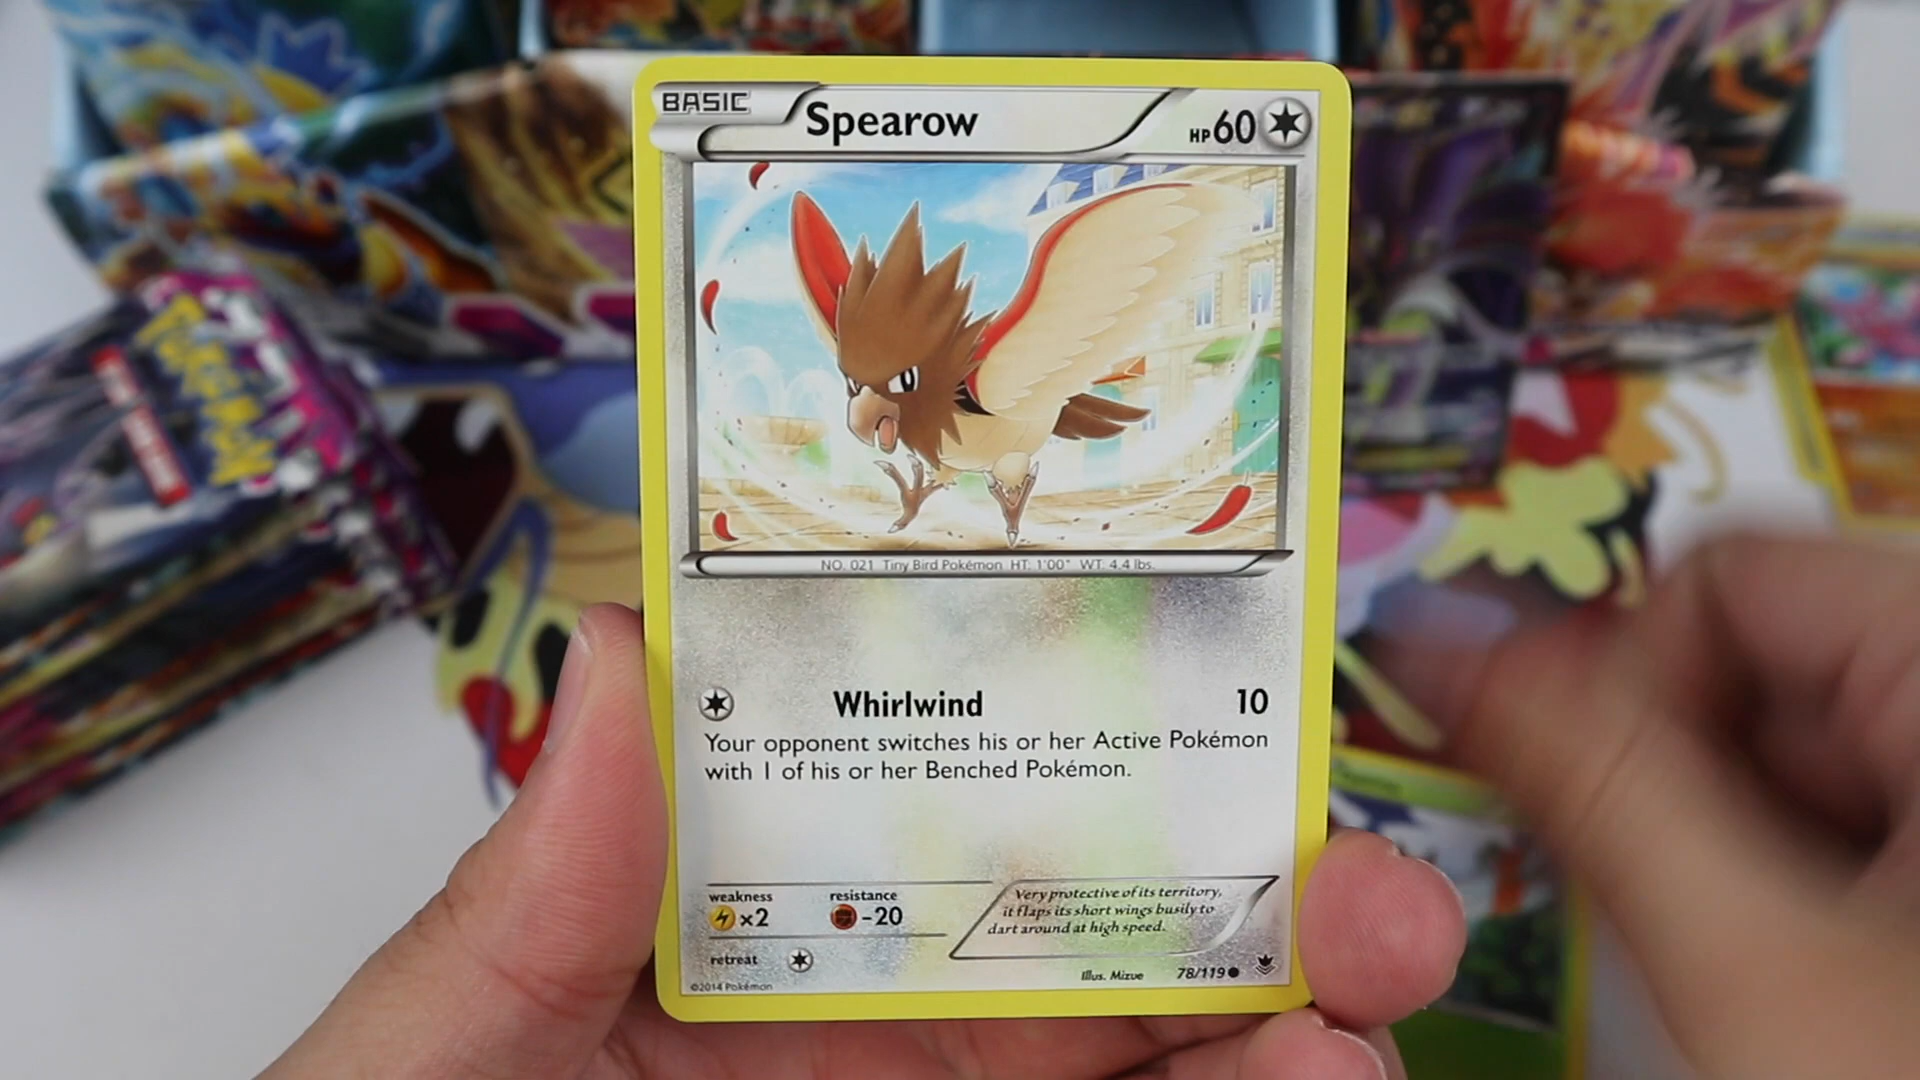 BASIC
Spearow
HP60
NO. 021 Tiny Bird Pokémon HT: 1'00" WT: 4.4 lbs.
Whirlwind 10
Your opponent switches his or her Active Pokémon
with 1 of his or her Benched Pokémon.
weakness
×2
resistance
-20
retreat
Very protective of its territory,
it flaps its short wings busily to
dart around at high speed.
Illus. Mizue 78/119
©2014 Pokémon
POKÉMON